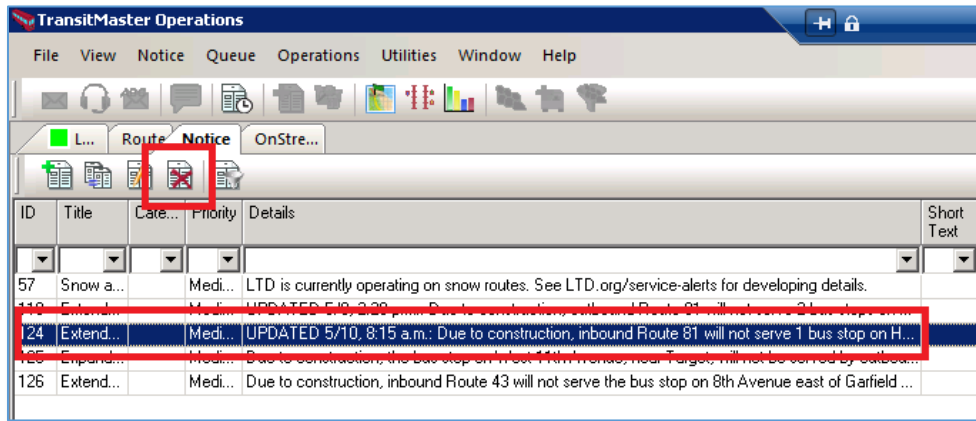 TransitMaster Operations
File View Notice Queue Operations Utilities Window Help
L... Route Notice OnStre...
ID Title Cate... Priority Details Short Text
57 Snow a... Medi... LTD is currently operating on snow routes. See LTD.org/service-alerts for developing details.
124 Extend... Medi... UPDATED 5/10, 8:15 a.m.: Due to construction, inbound Route 81 will not serve 1 bus stop on H...
126 Extend... Medi... Due to construction, inbound Route 43 will not serve the bus stop on 8th Avenue east of Garfield ...